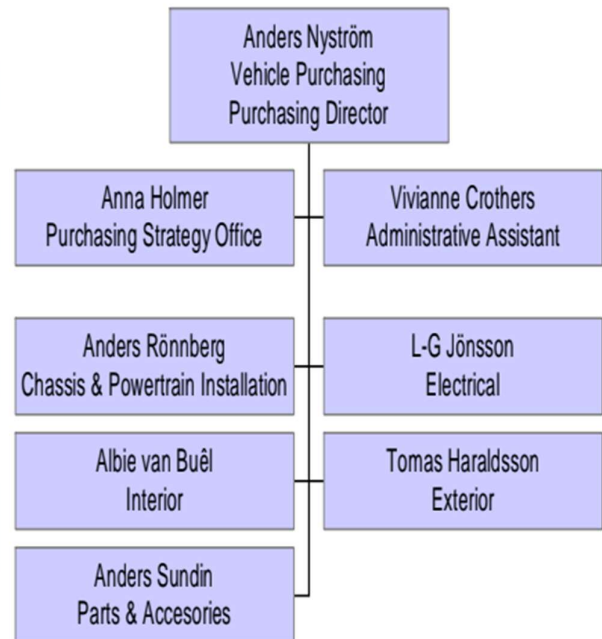 Anders Nyström
Vehicle Purchasing
Purchasing Director
Anna Holmer
Purchasing Strategy Office
Vivianne Crothers
Administrative Assistant
Anders Rönnberg
Chassis & Powertrain Installation
L-G Jönsson
Electrical
Albie van Buêl
Interior
Tomas Haraldsson
Exterior
Anders Sundin
Parts & Accesories